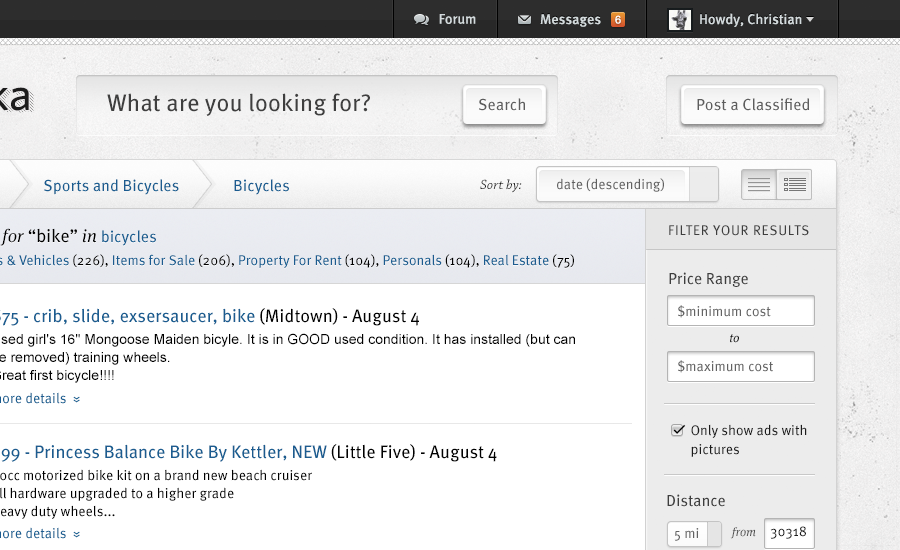 Forum
Messages 6
Howdy, Christian
ka
What are you looking for?
Search
Post a Classified
Sports and Bicycles
Bicycles
Sort by:
date (descending)
for “bike” in bicycles
& Vehicles (226), Items for Sale (206), Property For Rent (104), Personals (104), Real Estate (75)
75 - crib, slide, exsersaucer, bike (Midtown) - August 4
sed girl's 16" Mongoose Maiden bicyle. It is in GOOD used condition. It has installed (but can
e removed) training wheels.
Great first bicycle!!!!
more details
99 - Princess Balance Bike By Kettler, NEW (Little Five) - August 4
occ motorized bike kit on a brand new beach cruiser
ll hardware upgraded to a higher grade
eavy duty wheels...
more details
FILTER YOUR RESULTS
Price Range
$minimum cost
to
$maximum cost
Only show ads with
pictures
Distance
5 mi from 30318